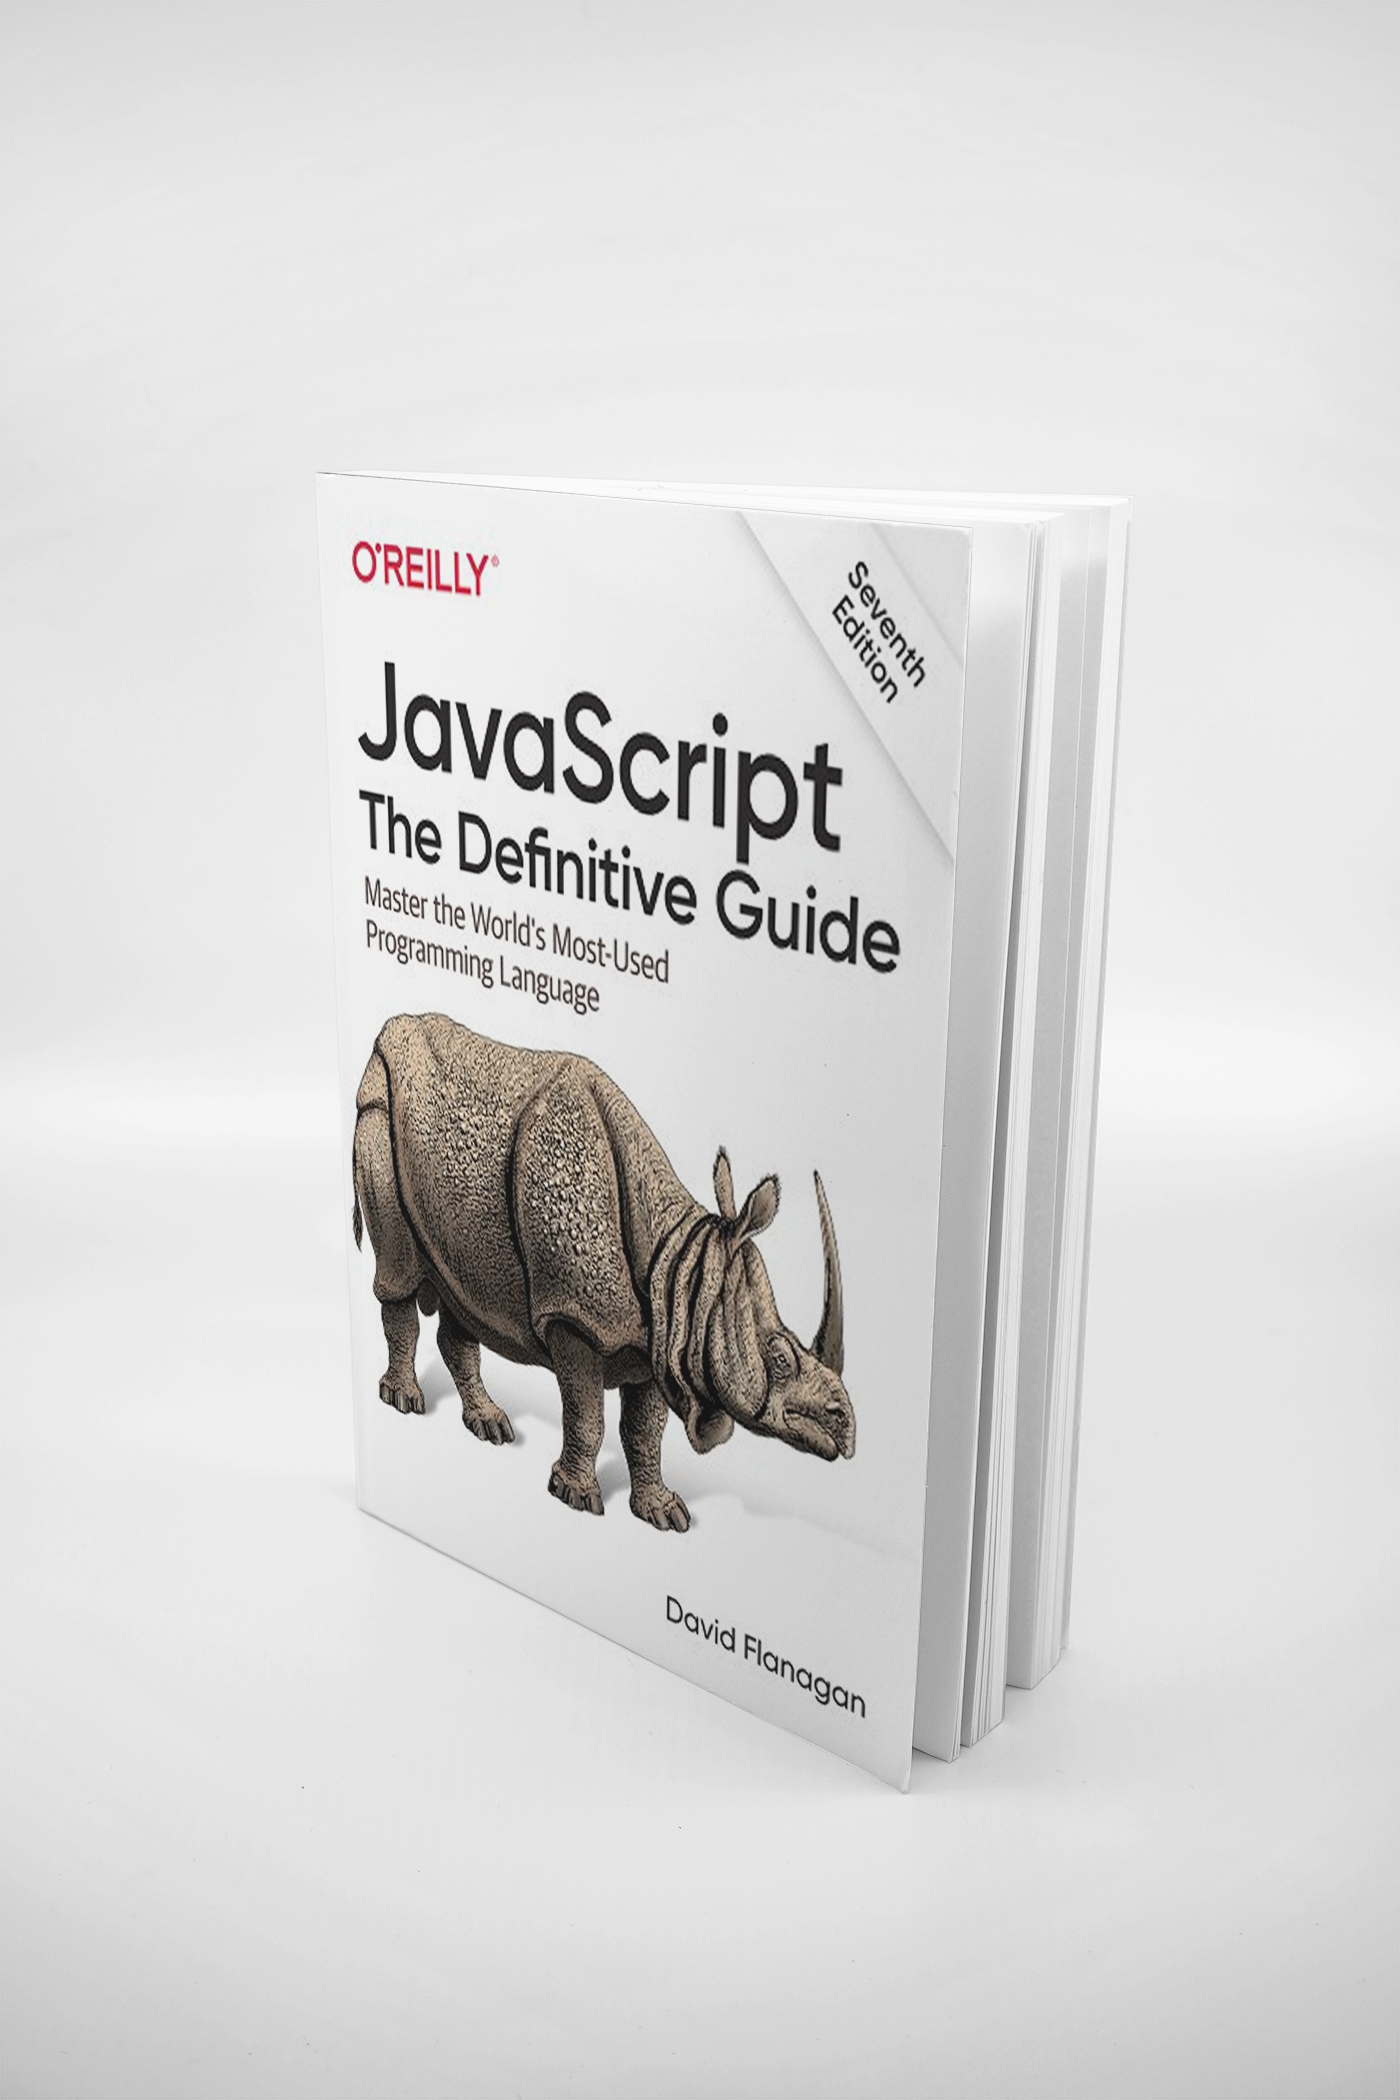 O'REILLY®
Seventh
Edition
JavaScript
The Definitive Guide
Master the World's Most-Used
Programming Language
David Flanagan